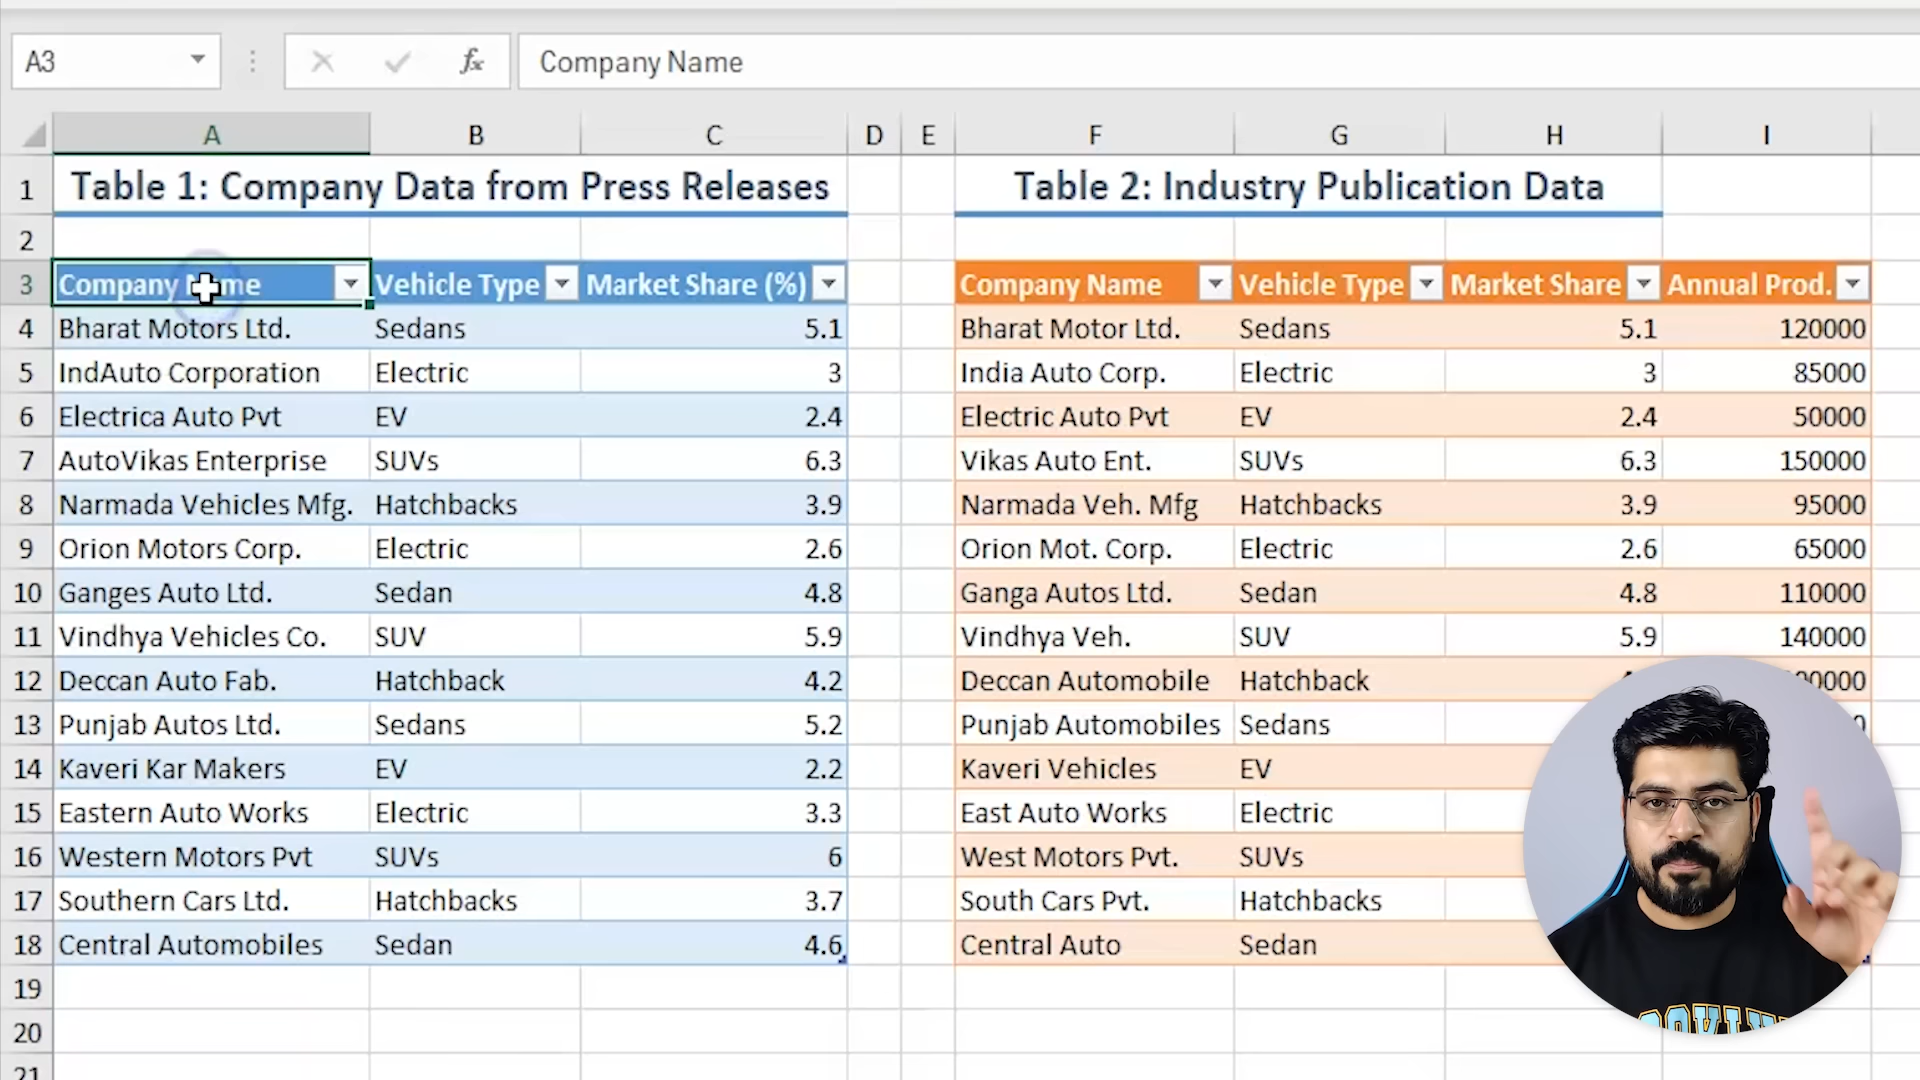 A3 fx Company Name
A B C D E F G H I
1 Table 1: Company Data from Press Releases Table 2: Industry Publication Data
2
3 Company Vehicle Type Market Share (%) Company Name Vehicle Type Market Share Annual Prod.
4 Bharat Motors Ltd. Sedans 5.1 Bharat Motor Ltd. Sedans 5.1 120000
5 IndAuto Corporation Electric 3 India Auto Corp. Electric 3 85000
6 Electrica Auto Pvt EV 2.4 Electric Auto Pvt EV 2.4 50000
7 AutoVikas Enterprise SUVs 6.3 Vikas Auto Ent. SUVs 6.3 150000
8 Narmada Vehicles Mfg. Hatchbacks 3.9 Narmada Veh. Mfg Hatchbacks 3.9 95000
9 Orion Motors Corp. Electric 2.6 Orion Mot. Corp. Electric 2.6 65000
10 Ganges Auto Ltd. Sedan 4.8 Ganga Autos Ltd. Sedan 4.8 110000
11 Vindhya Vehicles Co. SUV 5.9 Vindhya Veh. SUV 5.9 140000
12 Deccan Auto Fab. Hatchback 4.2 Deccan Automobile Hatchback
13 Punjab Autos Ltd. Sedans 5.2 Punjab Automobiles Sedans
14 Kaveri Kar Makers EV 2.2 Kaveri Vehicles EV
15 Eastern Auto Works Electric 3.3 East Auto Works Electric
16 Western Motors Pvt SUVs 6 West Motors Pvt. SUVs
17 Southern Cars Ltd. Hatchbacks 3.7 South Cars Pvt. Hatchbacks
18 Central Automobiles Sedan 4.6 Central Auto Sedan
19
20
21